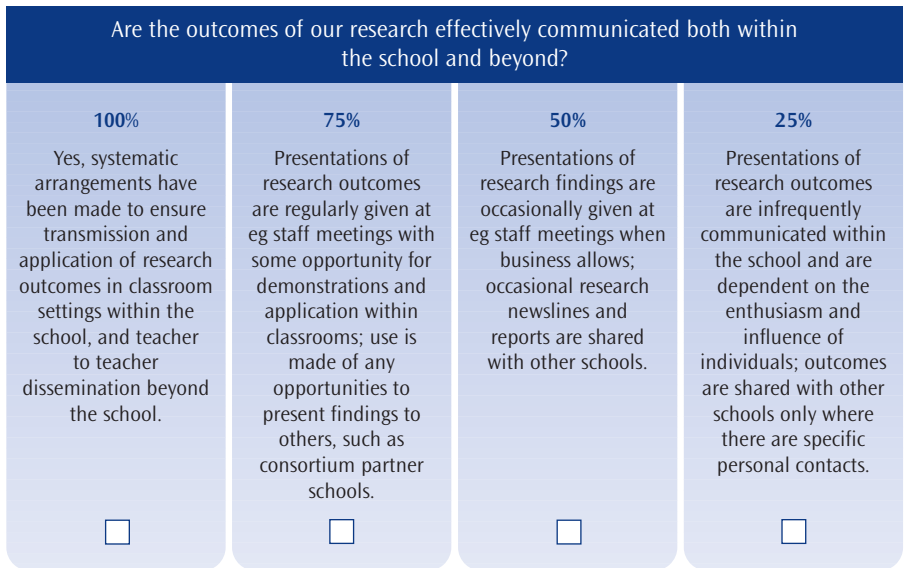 Are the outcomes of our research effectively communicated both within
the school and beyond?
100%
Yes, systematic
arrangements have
been made to ensure
transmission and
application of research
outcomes in classroom
settings within the
school, and teacher
to teacher
dissemination beyond
the school.
75%
Presentations of
research outcomes
are regularly given at
eg staff meetings with
some opportunity for
demonstrations and
application within
classrooms; use is
made of any
opportunities to
present findings to
others, such as
consortium partner
schools.
50%
Presentations of
research findings are
occasionally given at
eg staff meetings when
business allows;
occasional research
newslines and
reports are shared
with other schools.
25%
Presentations of
research outcomes
are infrequently
communicated within
the school and are
dependent on the
enthusiasm and
influence of
individuals; outcomes
are shared with other
schools only where
there are specific
personal contacts.